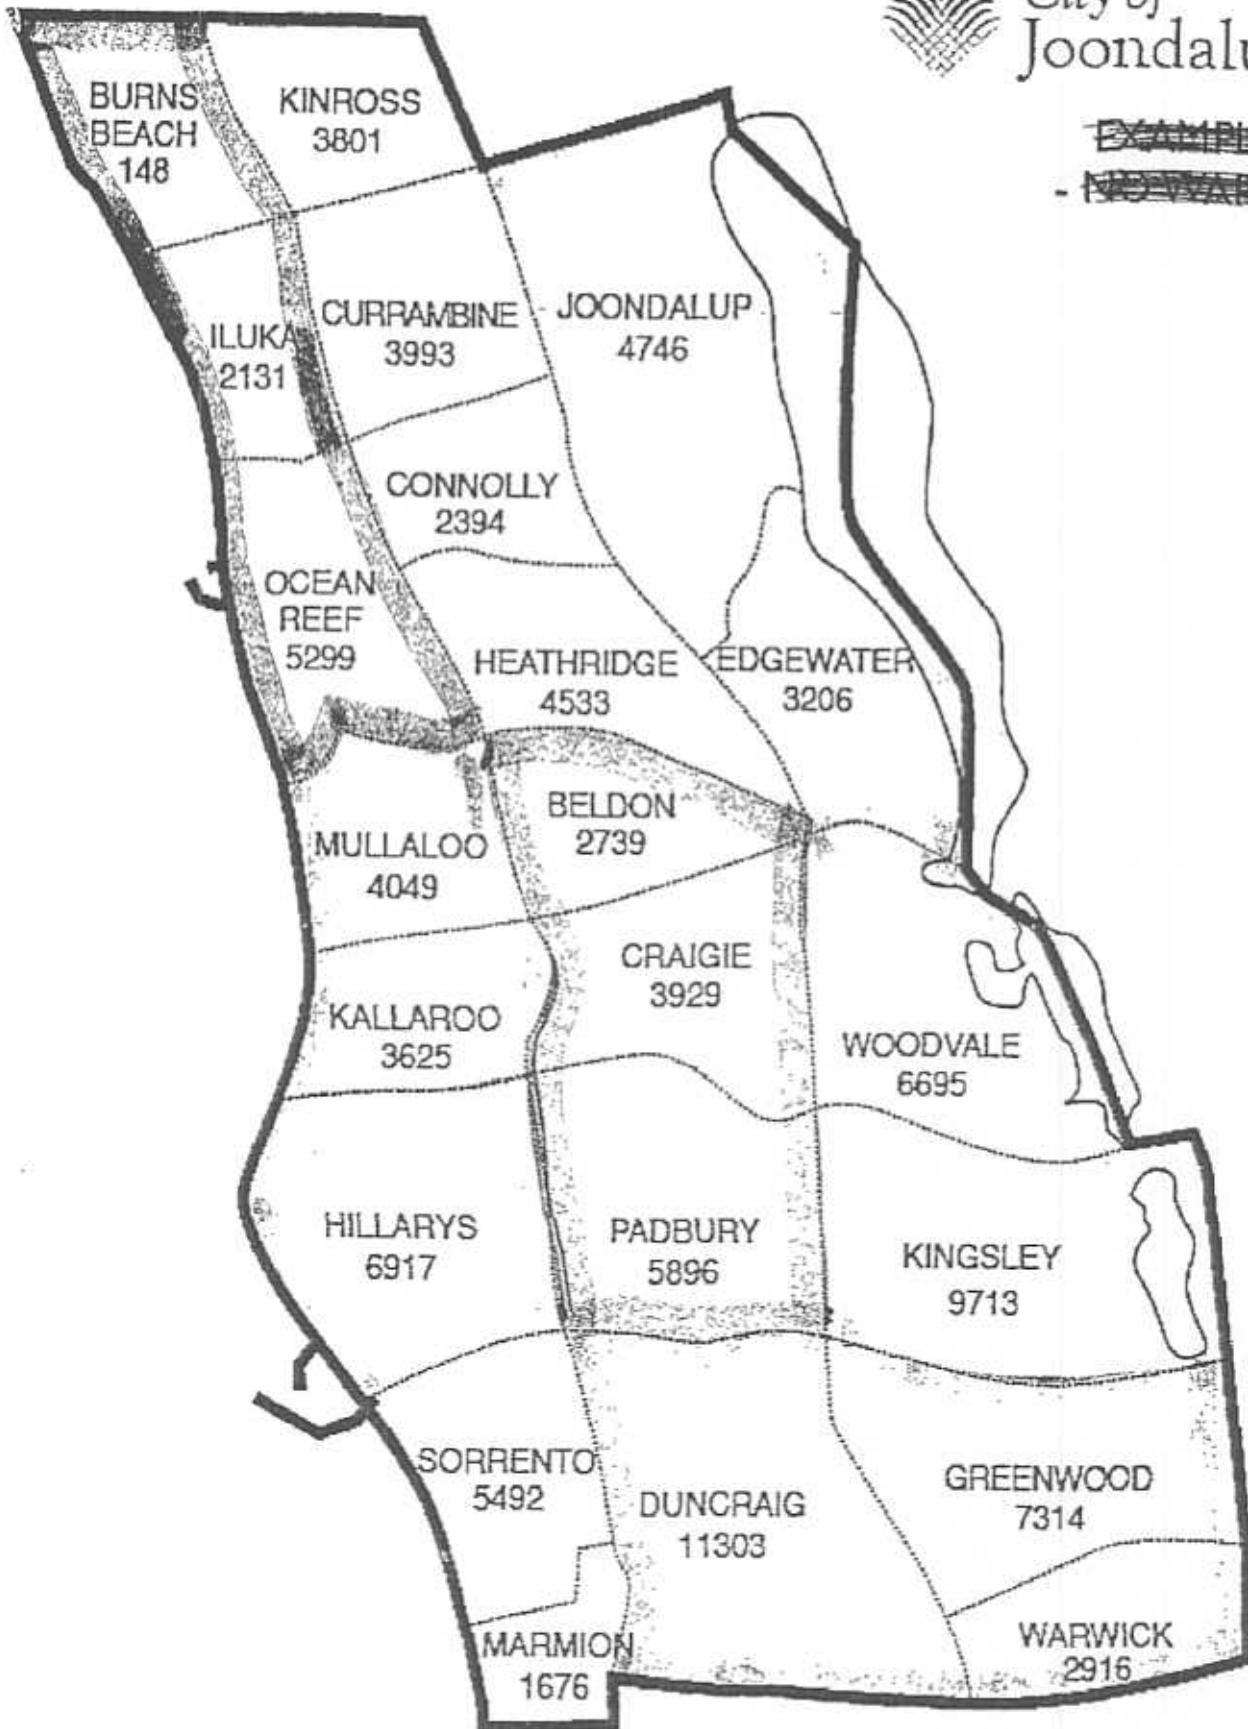 City of
BURNS
BEACH
148
KINROSS
3801
ILUKA
2131
CURRAMBINE
3993
JOONDALUP
4746
CONNOLLY
2394
OCEAN
REEF
5299
HEATHRIDGE
4533
EDGEWATER
3206
MULLALOO
4049
BELDON
2739
KALLAROO
3625
CRAIGIE
3929
WOODVALE
6695
HILLARYS
6917
PADBURY
5896
KINGSLEY
9713
SORRENTO
5492
DUNCRAIG
11303
GREENWOOD
7314
MARMION
1676
WARWICK
2916